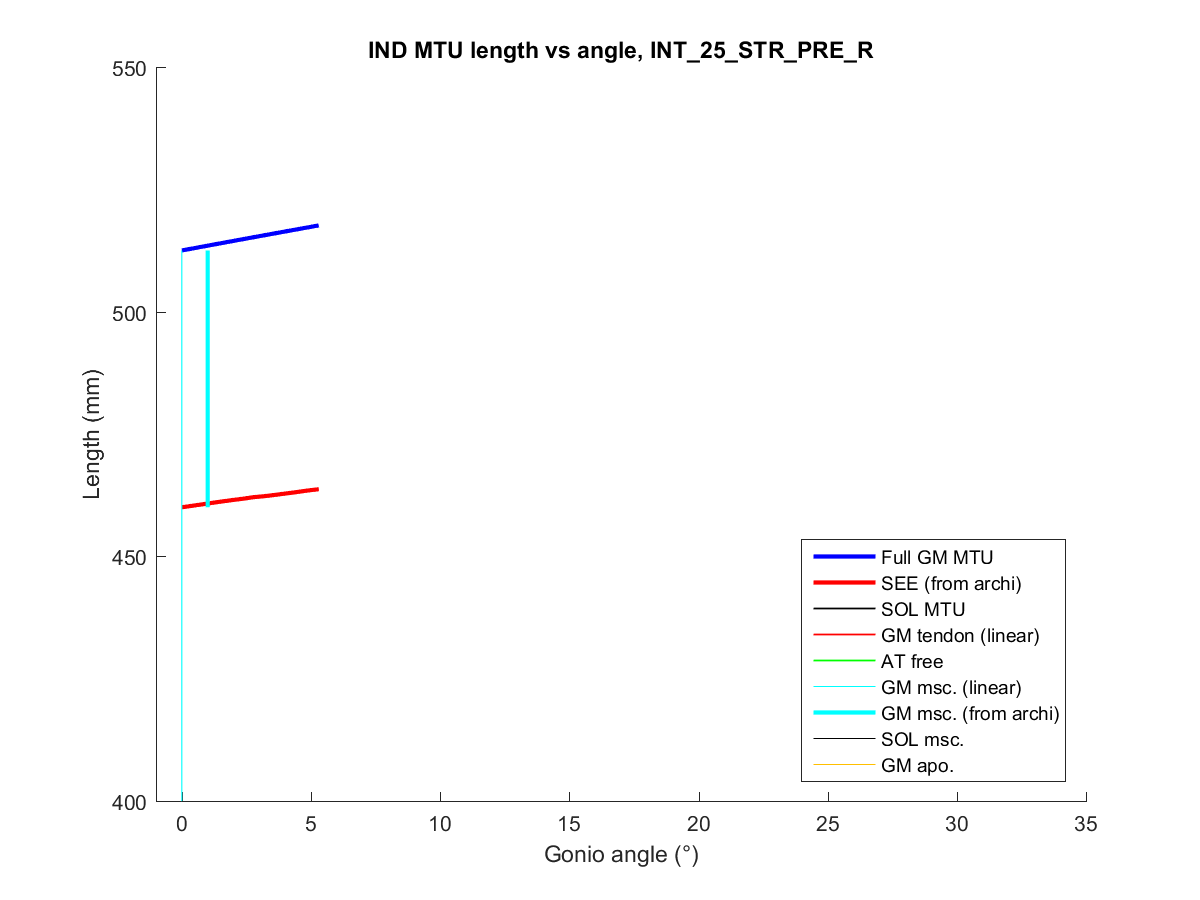 IND MTU length vs angle, INT_25_STR_PRE_R
550
500
450
400
Length (mm)
0 5 10 15 20 25 30 35
Gonio angle (°)
Full GM MTU
SEE (from archi)
SOL MTU
GM tendon (linear)
AT free
GM msc. (linear)
GM msc. (from archi)
SOL msc.
GM apo.